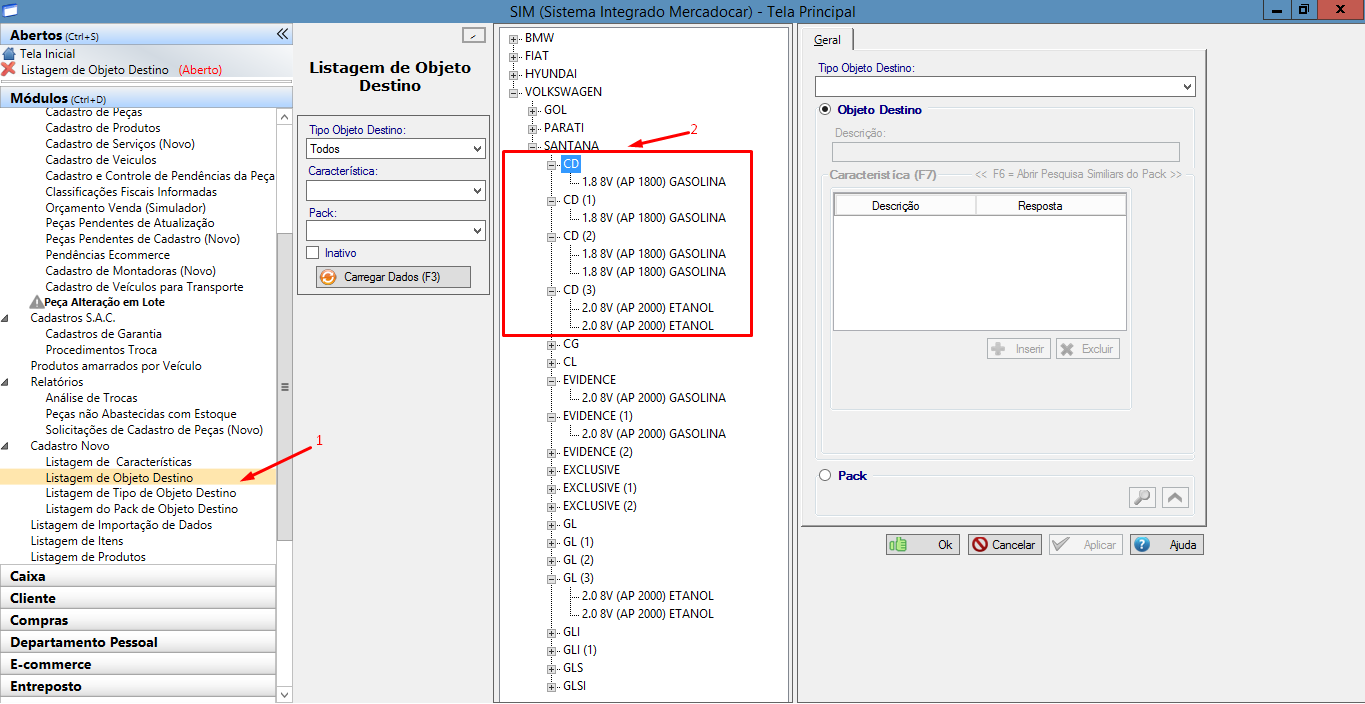 SIM (Sistema Integrado Mercadocar) - Tela Principal
Abertos (Ctrl+S)
Tela Inicial
Listagem de Objeto Destino (Aberto)
Módulos (Ctrl+D)
Cadastro de Peças
Cadastro de Produtos
Cadastro de Serviços (Novo)
Cadastro de Veiculos
Cadastro e Controle de Pendências da Peça
Classificações Fiscais Informadas
Orçamento Venda (Simulador)
Peças Pendentes de Atualização
Peças Pendentes de Cadastro (Novo)
Pendências Ecommerce
Cadastro de Montadoras (Novo)
Cadastro de Veículos para Transporte
Peça Alteração em Lote
Cadastros S.A.C.
Cadastros de Garantia
Procedimentos Troca
Produtos amarrados por Veículo
Relatórios
Análise de Trocas
Peças não Abastecidas com Estoque
Solicitações de Cadastro de Peças (Novo)
Cadastro Novo
Listagem de Características
Listagem de Objeto Destino
Listagem de Tipo de Objeto Destino
Listagem do Pack de Objeto Destino
Listagem de Importação de Dados
Listagem de Itens
Listagem de Produtos
Caixa
Cliente
Compras
Departamento Pessoal
E-commerce
Entreposto
1
Listagem de Objeto
Destino
Tipo Objeto Destino:
Todos
Característica:
Pack:
Inativo
Carregar Dados (F3)
BMW
FIAT
HYUNDAI
VOLKSWAGEN
GOL
PARATI
SANTANA
2
CD
1.8 8V (AP 1800) GASOLINA
CD (1)
1.8 8V (AP 1800) GASOLINA
CD (2)
1.8 8V (AP 1800) GASOLINA
1.8 8V (AP 1800) GASOLINA
CD (3)
2.0 8V (AP 2000) ETANOL
2.0 8V (AP 2000) ETANOL
CG
CL
EVIDENCE
2.0 8V (AP 2000) GASOLINA
EVIDENCE (1)
2.0 8V (AP 2000) GASOLINA
EVIDENCE (2)
EXCLUSIVE
EXCLUSIVE (1)
EXCLUSIVE (2)
GL
GL (1)
GL (2)
GL (3)
2.0 8V (AP 2000) ETANOL
2.0 8V (AP 2000) ETANOL
GLI
GLI (1)
GLS
GLSI
Geral
Tipo Objeto Destino:
Objeto Destino
Descrição:
Caracteristica (F7) << F6 = Abrir Pesquisa Similiars do Pack >>
Descrição Resposta
Inserir Excluir
Pack
Ok Cancelar Aplicar Ajuda